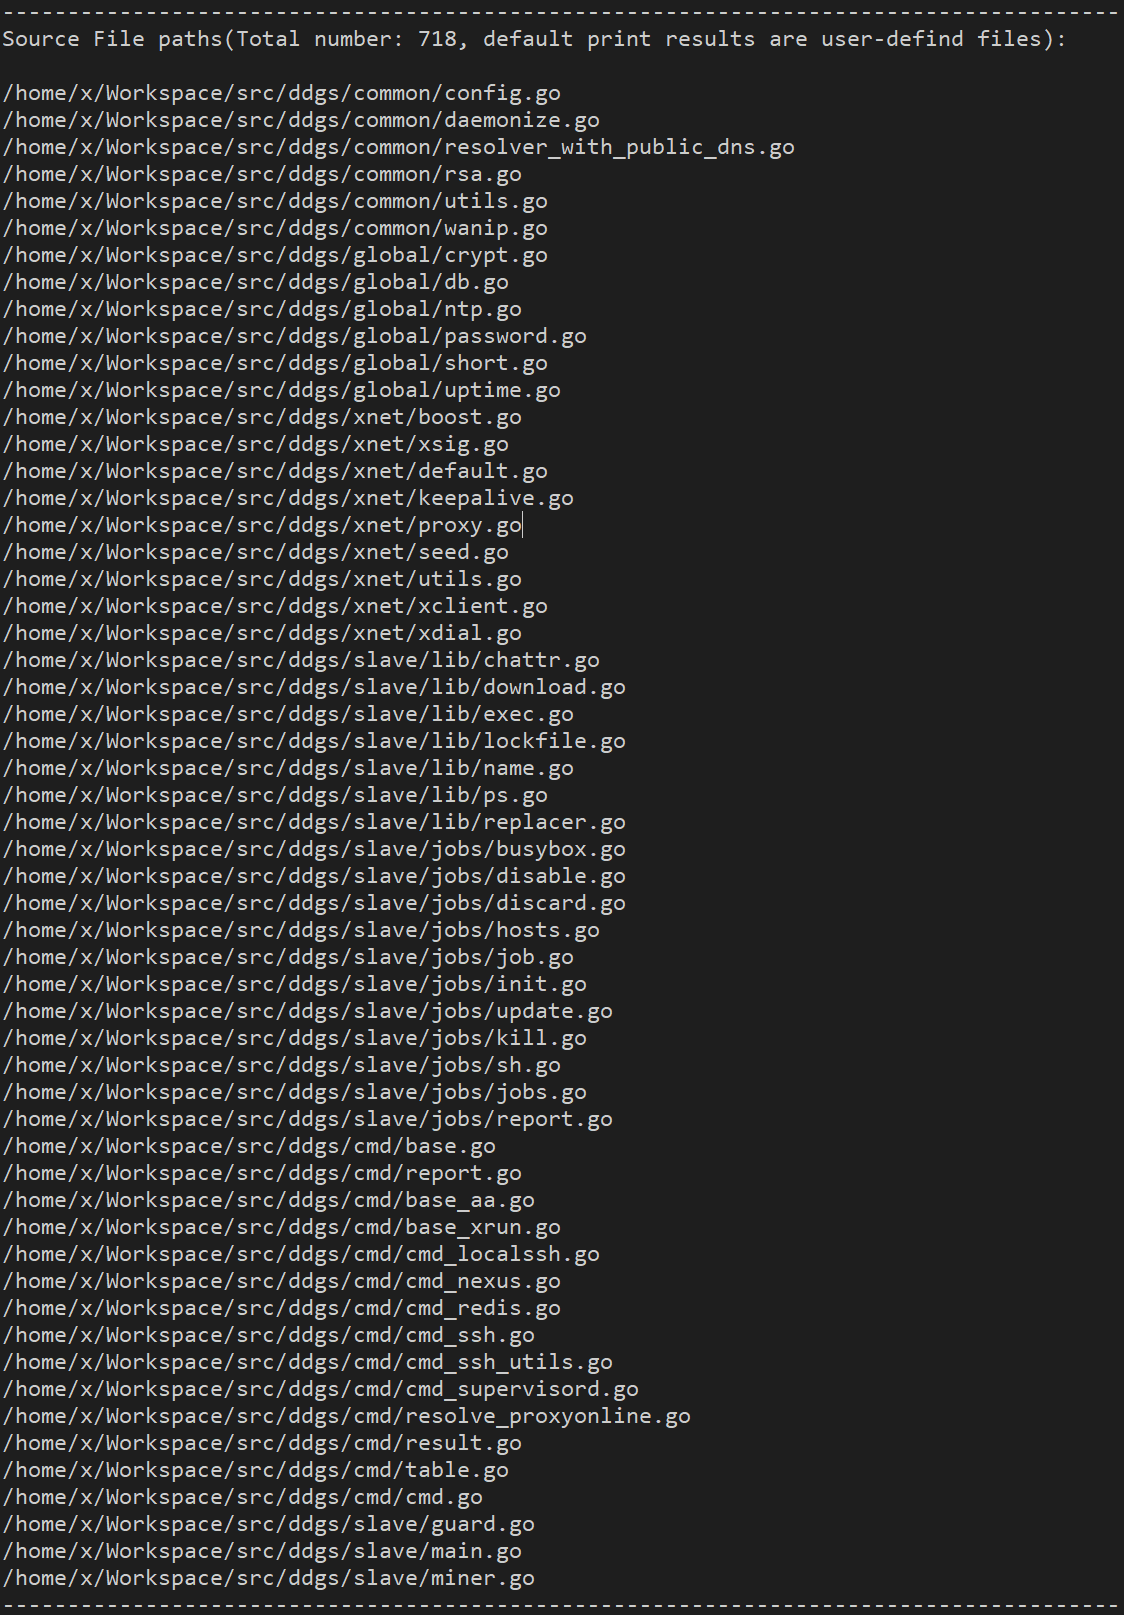 --------------------------------------------------------------------------------------
Source File paths(Total number: 718, default print results are user-defind files):
/home/x/Workspace/src/ddgs/common/config.go
/home/x/Workspace/src/ddgs/common/daemonize.go
/home/x/Workspace/src/ddgs/common/resolver_with_public_dns.go
/home/x/Workspace/src/ddgs/common/rsa.go
/home/x/Workspace/src/ddgs/common/utils.go
/home/x/Workspace/src/ddgs/common/wanip.go
/home/x/Workspace/src/ddgs/global/crypt.go
/home/x/Workspace/src/ddgs/global/db.go
/home/x/Workspace/src/ddgs/global/ntp.go
/home/x/Workspace/src/ddgs/global/password.go
/home/x/Workspace/src/ddgs/global/short.go
/home/x/Workspace/src/ddgs/global/uptime.go
/home/x/Workspace/src/ddgs/xnet/boost.go
/home/x/Workspace/src/ddgs/xnet/xsig.go
/home/x/Workspace/src/ddgs/xnet/default.go
/home/x/Workspace/src/ddgs/xnet/keepalive.go
/home/x/Workspace/src/ddgs/xnet/proxy.go
/home/x/Workspace/src/ddgs/xnet/seed.go
/home/x/Workspace/src/ddgs/xnet/utils.go
/home/x/Workspace/src/ddgs/xnet/xclient.go
/home/x/Workspace/src/ddgs/xnet/xdial.go
/home/x/Workspace/src/ddgs/slave/lib/chattr.go
/home/x/Workspace/src/ddgs/slave/lib/download.go
/home/x/Workspace/src/ddgs/slave/lib/exec.go
/home/x/Workspace/src/ddgs/slave/lib/lockfile.go
/home/x/Workspace/src/ddgs/slave/lib/name.go
/home/x/Workspace/src/ddgs/slave/lib/ps.go
/home/x/Workspace/src/ddgs/slave/lib/replacer.go
/home/x/Workspace/src/ddgs/slave/jobs/busybox.go
/home/x/Workspace/src/ddgs/slave/jobs/disable.go
/home/x/Workspace/src/ddgs/slave/jobs/discard.go
/home/x/Workspace/src/ddgs/slave/jobs/hosts.go
/home/x/Workspace/src/ddgs/slave/jobs/job.go
/home/x/Workspace/src/ddgs/slave/jobs/init.go
/home/x/Workspace/src/ddgs/slave/jobs/update.go
/home/x/Workspace/src/ddgs/slave/jobs/kill.go
/home/x/Workspace/src/ddgs/slave/jobs/sh.go
/home/x/Workspace/src/ddgs/slave/jobs/jobs.go
/home/x/Workspace/src/ddgs/slave/jobs/report.go
/home/x/Workspace/src/ddgs/cmd/base.go
/home/x/Workspace/src/ddgs/cmd/report.go
/home/x/Workspace/src/ddgs/cmd/base_aa.go
/home/x/Workspace/src/ddgs/cmd/base_xrun.go
/home/x/Workspace/src/ddgs/cmd/cmd_localssh.go
/home/x/Workspace/src/ddgs/cmd/cmd_nexus.go
/home/x/Workspace/src/ddgs/cmd/cmd_redis.go
/home/x/Workspace/src/ddgs/cmd/cmd_ssh.go
/home/x/Workspace/src/ddgs/cmd/cmd_ssh_utils.go
/home/x/Workspace/src/ddgs/cmd/cmd_supervisord.go
/home/x/Workspace/src/ddgs/cmd/resolve_proxyonline.go
/home/x/Workspace/src/ddgs/cmd/result.go
/home/x/Workspace/src/ddgs/cmd/table.go
/home/x/Workspace/src/ddgs/cmd/cmd.go
/home/x/Workspace/src/ddgs/slave/guard.go
/home/x/Workspace/src/ddgs/slave/main.go
/home/x/Workspace/src/ddgs/slave/miner.go
--------------------------------------------------------------------------------------